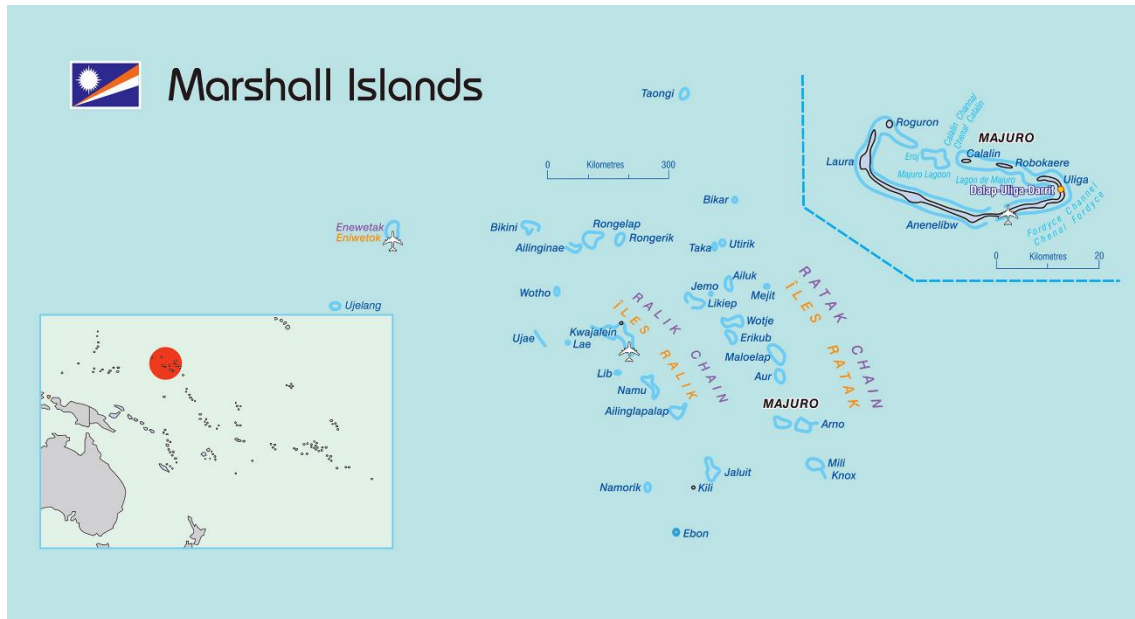 Marshall Islands
Taongi
0 Kilometres 300
Bikar
Enewetak
Eniwetok
Bikini
Rongelap
Rongerik
Ailinginae
Taka
Utirik
Ujelang
Wotho
Ailuk
Jemo
Mejit
Likiep
RATAK CHAIN
ÎLES RATAK
RALIK CHAIN
ÎLES RALIK
Kwajalein
Ujae
Lae
Wotje
Erikub
Maloelap
Lib
Aur
Namu
Ailinglapalap
MAJURO
Arno
Jaluit
Mili
Knox
Namorik
Kili
Ebon
Roguron
Calalin Channal
Chenal Calalin
MAJURO
Laura
Eroj
Calalin
Robokaere
Majuro Lagoon
Lagon de Majuro
Uliga
Dalap-Uliga-Darrit
Anenelibw
Fordyce Channel
Chenal Fordyce
0 Kilometres 20